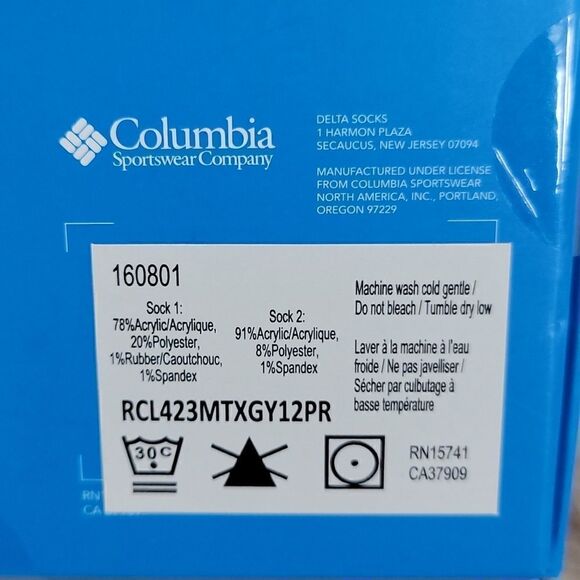 Columbia
Sportswear Company
DELTA SOCKS
1 HARMON PLAZA
SECAUCUS, NEW JERSEY 07094
MANUFACTURED UNDER LICENSE
FROM COLUMBIA SPORTSWEAR
NORTH AMERICA, INC., PORTLAND,
OREGON 97229
160801
Sock 1:
78%Acrylic/Acrylique,
20%Polyester,
1%Rubber/Caoutchouc,
1%Spandex
Sock 2:
91%Acrylic/Acrylique,
8%Polyester,
1%Spandex
Machine wash cold gentle /
Do not bleach / Tumble dry low
Laver à la machine à l'eau
froide / Ne pas javelliser /
Sécher par culbutage à
basse température
RCL423MTXGY12PR
30C
RN15741
CA37909
RN
CA